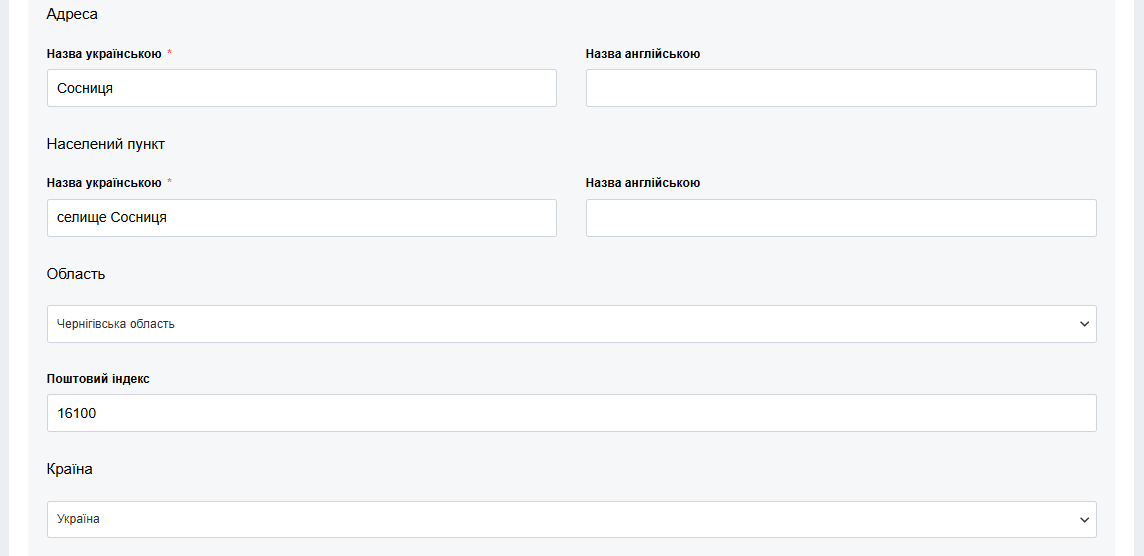 Адреса
Назва українською *
Назва англійською
Сосниця
Населений пункт
Назва українською *
Назва англійською
селище Сосниця
Область
Чернігівська область
Поштовий індекс
16100
Країна
Україна